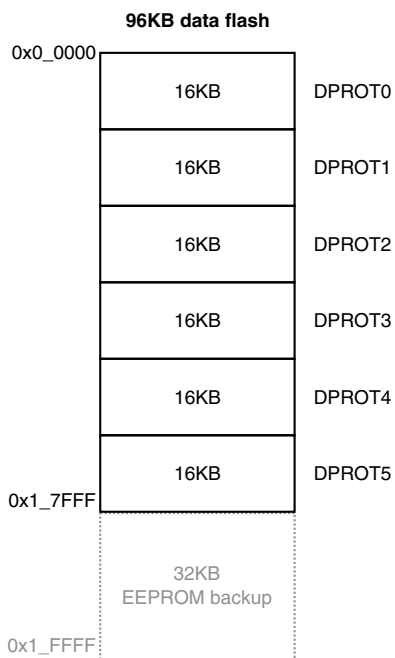 96KB data flash
0x0_0000
16KB DPROT0
16KB DPROT1
16KB DPROT2
16KB DPROT3
16KB DPROT4
16KB DPROT5
0x1_7FFF
32KB
EEPROM backup
0x1_FFFF